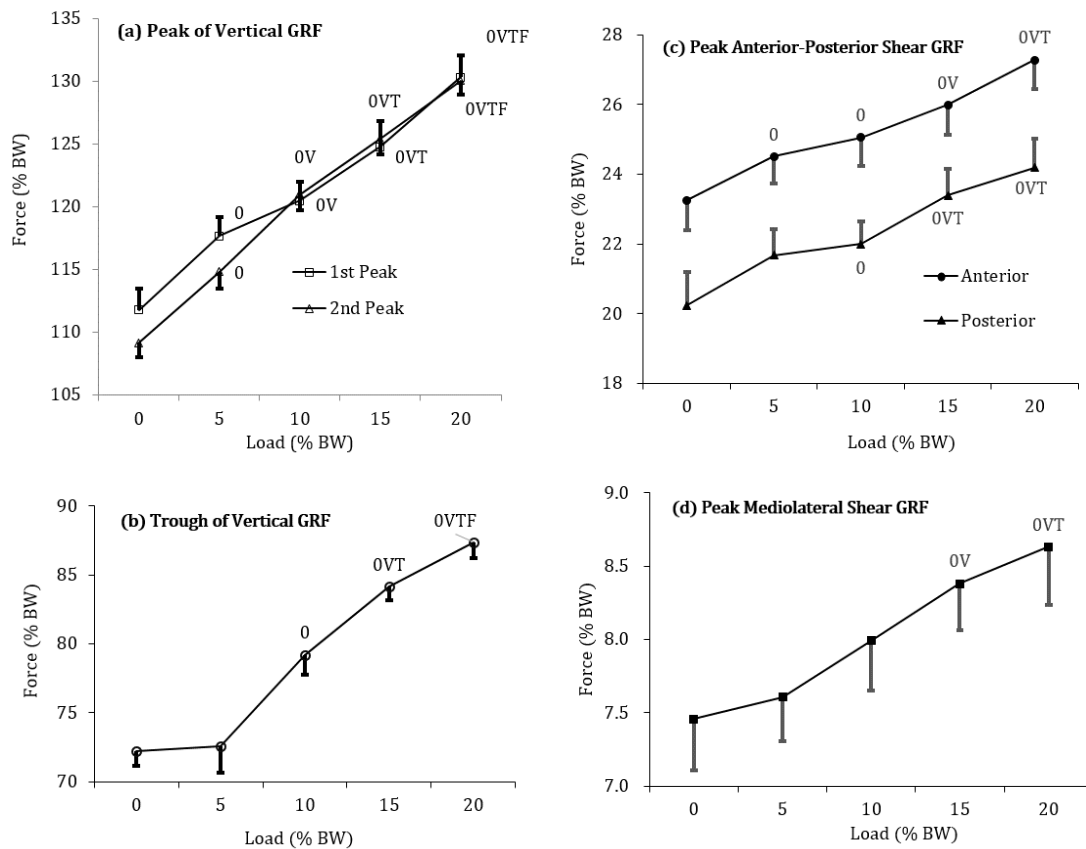 (a) Peak of Vertical GRF
135
130
125
120
115
110
105
Force (% BW)
0
0
0V
0V
0VT
0VT
0VTF
0VTF
1st Peak
2nd Peak
0 5 10 15 20
Load (% BW)
(c) Peak Anterior-Posterior Shear GRF
28
26
24
22
20
18
Force (% BW)
0
0
0V
0VT
0
0VT
0VT
Anterior
Posterior
0 5 10 15 20
Load (% BW)
(b) Trough of Vertical GRF
90
85
80
75
70
Force (% BW)
0
0VT
0VTF
0 5 10 15 20
Load (% BW)
(d) Peak Mediolateral Shear GRF
9.0
8.5
8.0
7.5
7.0
Force (% BW)
0V
0VT
0 5 10 15 20
Load (% BW)